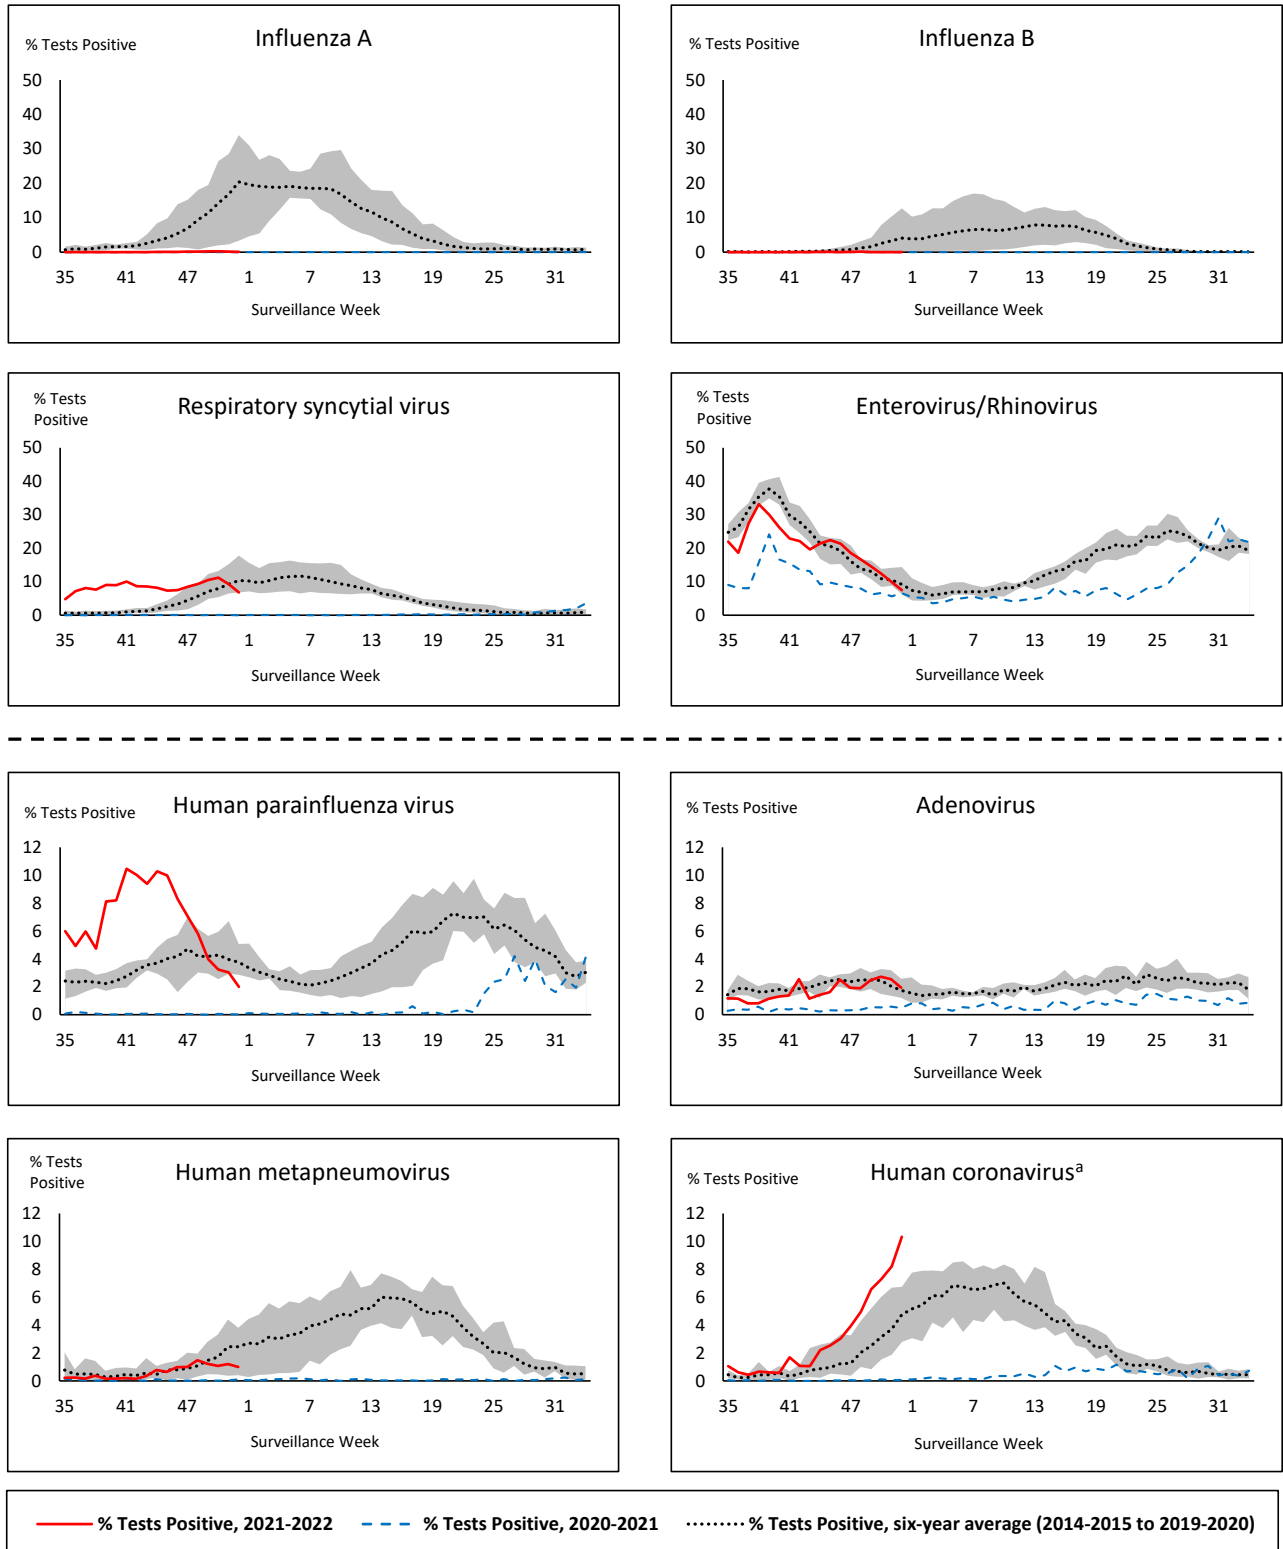 Influenza A
% Tests Positive
50
40
30
20
10
0
35 41 47 1 7 13 19 25 31
Surveillance Week
Influenza B
% Tests Positive
50
40
30
20
10
0
35 41 47 1 7 13 19 25 31
Surveillance Week
Respiratory syncytial virus
% Tests
Positive
50
40
30
20
10
0
35 41 47 1 7 13 19 25 31
Surveillance Week
Enterovirus/Rhinovirus
% Tests
Positive
50
40
30
20
10
0
35 41 47 1 7 13 19 25 31
Surveillance Week
Human parainfluenza virus
% Tests Positive
12
10
8
6
4
2
0
35 41 47 1 7 13 19 25 31
Surveillance Week
Adenovirus
% Tests Positive
12
10
8
6
4
2
0
35 41 47 1 7 13 19 25 31
Surveillance Week
Human metapneumovirus
% Tests
Positive
12
10
8
6
4
2
0
35 41 47 1 7 13 19 25 31
Surveillance Week
Human coronavirusᵃ
% Tests Positive
12
10
8
6
4
2
0
35 41 47 1 7 13 19 25 31
Surveillance Week
% Tests Positive, 2021-2022 % Tests Positive, 2020-2021 % Tests Positive, six-year average (2014-2015 to 2019-2020)